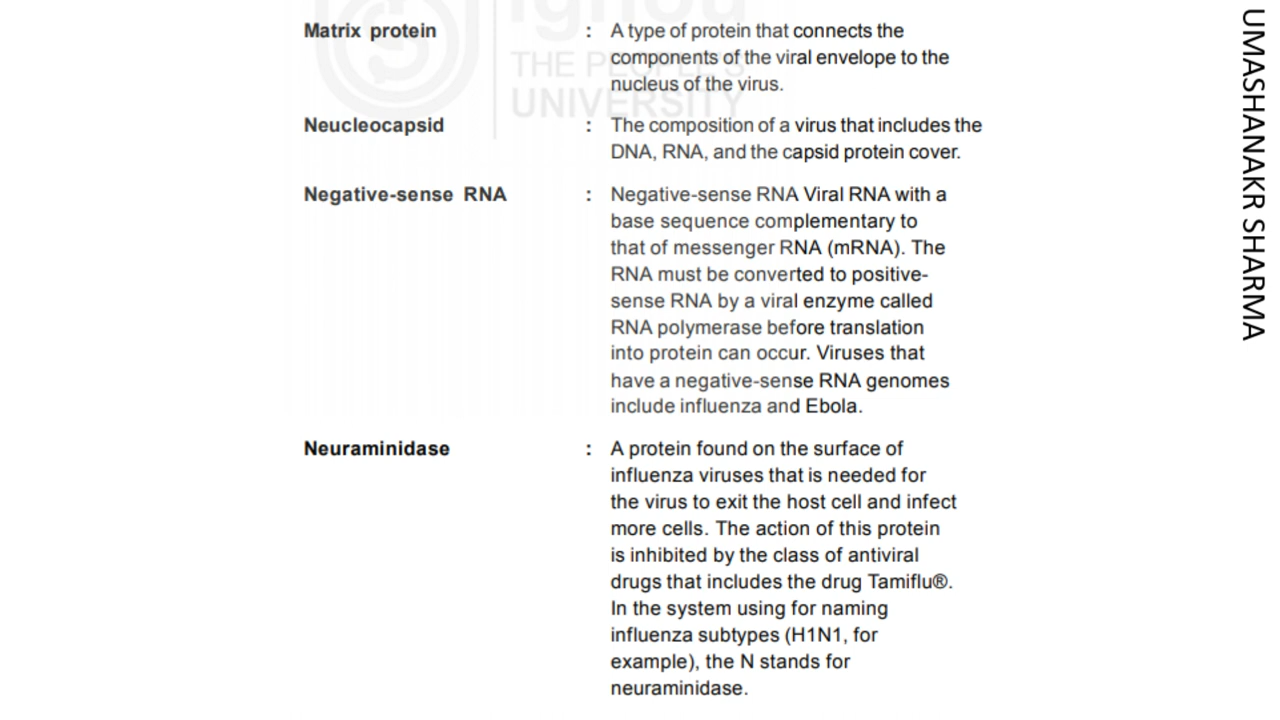 ignou
THE PEOPLE'S
UNIVERSITY
Matrix protein : A type of protein that connects the
components of the viral envelope to the
nucleus of the virus.
Neucleocapsid : The composition of a virus that includes the
DNA, RNA, and the capsid protein cover.
Negative-sense RNA : Negative-sense RNA Viral RNA with a
base sequence complementary to
that of messenger RNA (mRNA). The
RNA must be converted to positive-
sense RNA by a viral enzyme called
RNA polymerase before translation
into protein can occur. Viruses that
have a negative-sense RNA genomes
include influenza and Ebola.
Neuraminidase : A protein found on the surface of
influenza viruses that is needed for
the virus to exit the host cell and infect
more cells. The action of this protein
is inhibited by the class of antiviral
drugs that includes the drug Tamiflu®.
In the system using for naming
influenza subtypes (H1N1, for
example), the N stands for
neuraminidase.
UMASHANAKR SHARMA